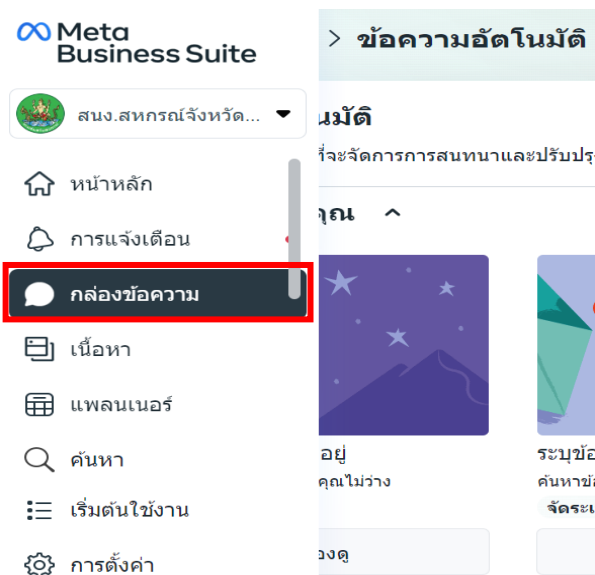 Meta
Business Suite
> ข้อความอัตโนมัติ
สนง.สหกรณ์จังหวัด...
นมัติ
ที่จะจัดการการสนทนาและปรับปรุ
หน้าหลัก
คุณ
การแจ้งเตือน
กล่องข้อความ
เนื้อหา
แพลนเนอร์
อยู่
ระบุข้อ
ค้นหา
คุณไม่ว่าง
ค้นหาข้
จัดระเ
เริ่มต้นใช้งาน
องดู
การตั้งค่า